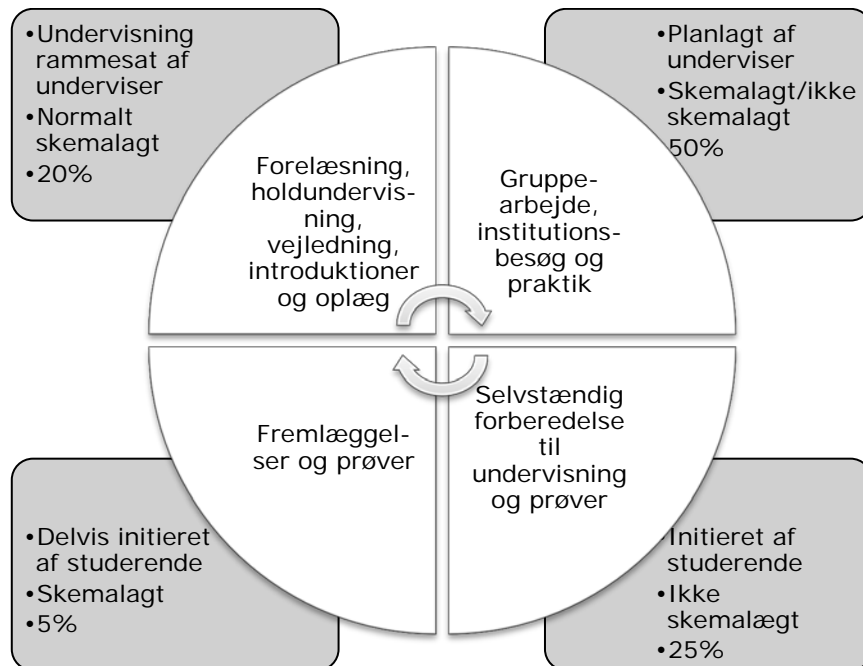 •Undervisning
rammesat af
underviser
•Normalt
skemalagt
•20%
•Planlagt af
underviser
•Skemalagt/ikke
skemalagt
50%
Forelæsning,
holdundervis-
ning,
vejledning,
introduktioner
og oplæg
Gruppe-
arbejde,
institutions-
besøg og
praktik
Fremlæggel-
ser og prøver
Selvstændig
forberedelse
til
undervisning
og prøver
•Delvis initieret
af studerende
•Skemalagt
•5%
Initieret af
studerende
•Ikke
skemalægt
•25%